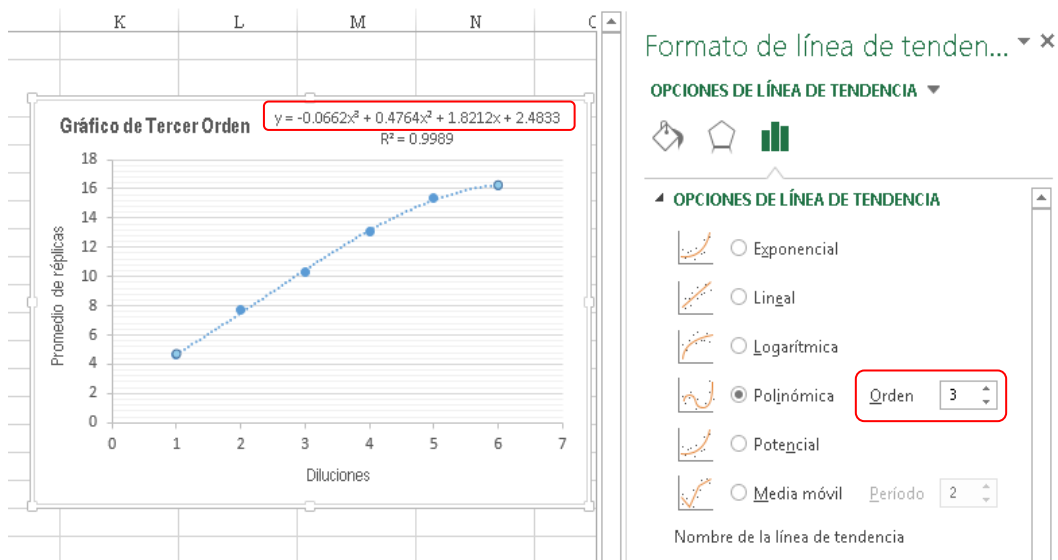 K L M N
Gráfico de Tercer Orden
y = -0.0662x³ + 0.4764x² + 1.8212x + 2.4833
R² = 0.9989
18
16
14
12
10
8
6
4
2
0
0 1 2 3 4 5 6 7
Promedio de réplicas
Diluciones
Formato de línea de tenden...
OPCIONES DE LÍNEA DE TENDENCIA
OPCIONES DE LÍNEA DE TENDENCIA
Exponencial
Lineal
Logarítmica
Polinómica Orden 3
Potencial
Media móvil Período 2
Nombre de la línea de tendencia